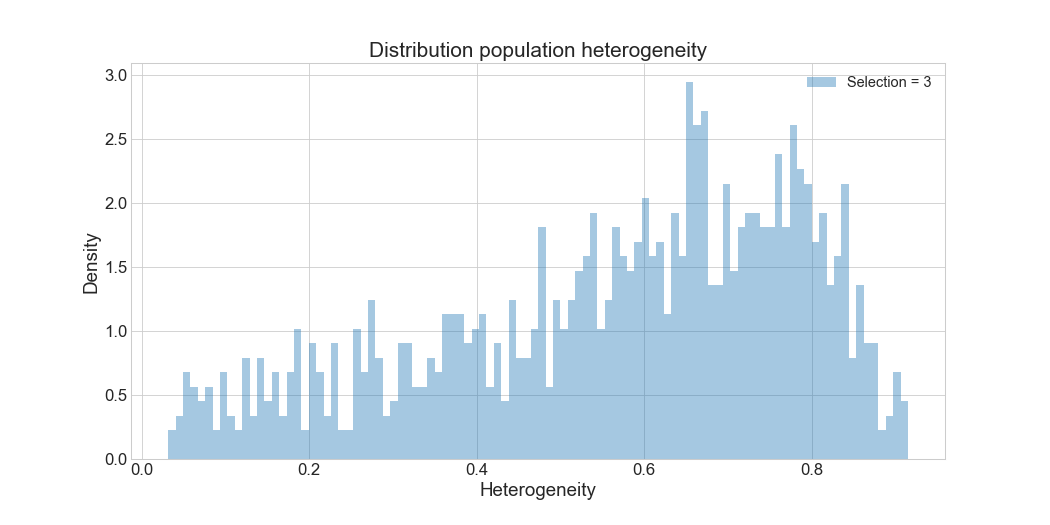 Distribution population heterogeneity
Selection = 3
3.0
2.5
2.0
1.5
1.0
0.5
0.0
Density
0.0 0.2 0.4 0.6 0.8
Heterogeneity